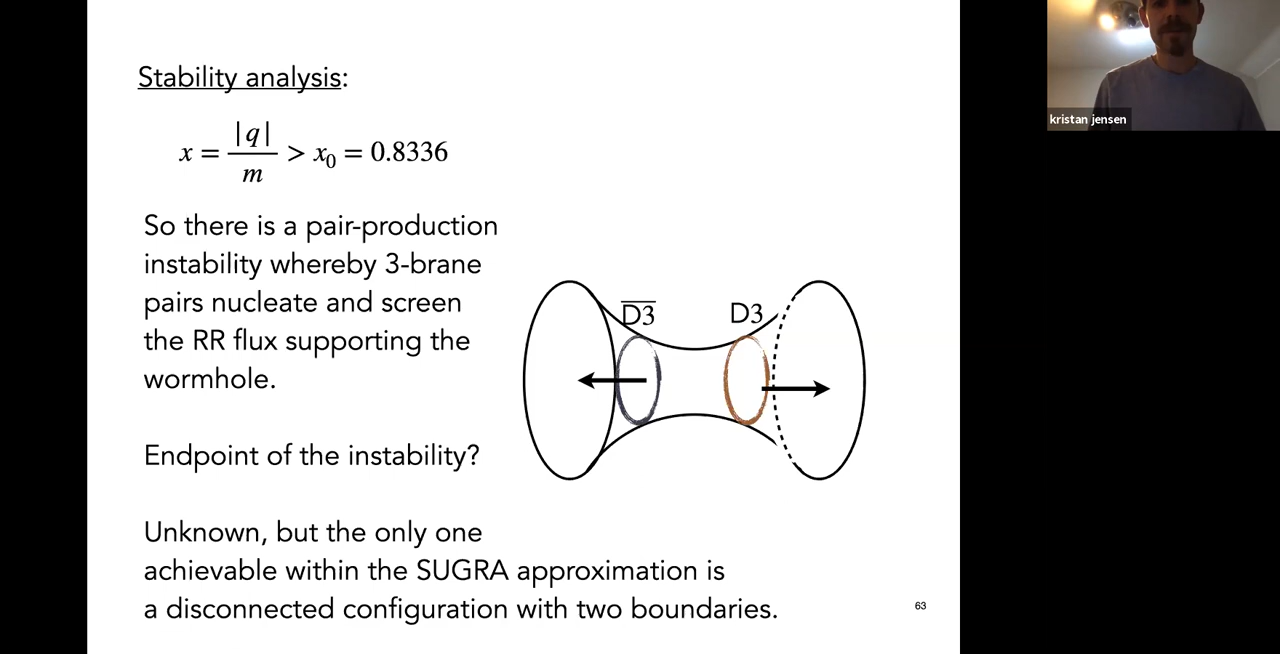 Stability analysis:
x = |q| / m > x₀ = 0.8336
So there is a pair-production
instability whereby 3-brane
pairs nucleate and screen
the RR flux supporting the
wormhole.
D̅3̅
D3
Endpoint of the instability?
Unknown, but the only one
achievable within the SUGRA approximation is
a disconnected configuration with two boundaries.
63
kristan jensen